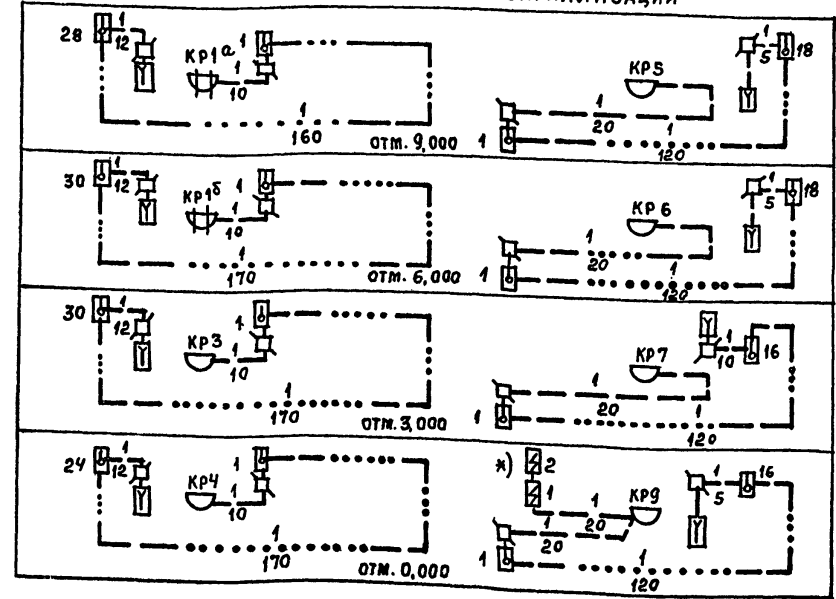 28 1 12 КР1а 1 1 10 КР5 1 5 18
1 160 ОТМ. 9,000 1 1 20 1 120
30 1 12 КР1б 1 1 10 КР6 1 5 18
1 170 ОТМ. 6,000 1 1 20 1 120
30 1 12 КР3 1 1 10 КР7 1 10 16
1 170 ОТМ. 3,000 1 1 20 1 120
24 1 12 КР4 1 1 10 *) 2 1 1 20 КР9 1 5 16
1 170 ОТМ. 0,000 1 1 20 1 120